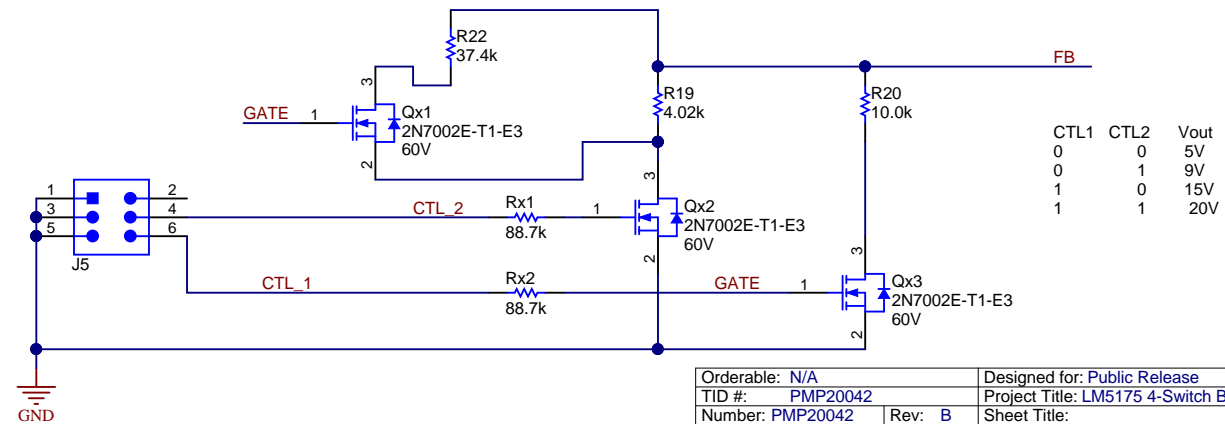 R22
37.4k
FB
3
R19
4.02k
R20
10.0k
GATE
1
Qx1
2N7002E-T1-E3
60V
2
CTL1 CTL2 Vout
0 0 5V
0 1 9V
1 0 15V
1 1 20V
1 2
3 4
5 6
J5
CTL_2
Rx1
88.7k
3
1
Qx2
2N7002E-T1-E3
60V
2
CTL_1
Rx2
88.7k
GATE
3
1
Qx3
2N7002E-T1-E3
60V
2
GND
Orderable: N/A Designed for: Public Release
TID #: PMP20042 Project Title: LM5175 4-Switch B
Number: PMP20042 Rev: B Sheet Title: